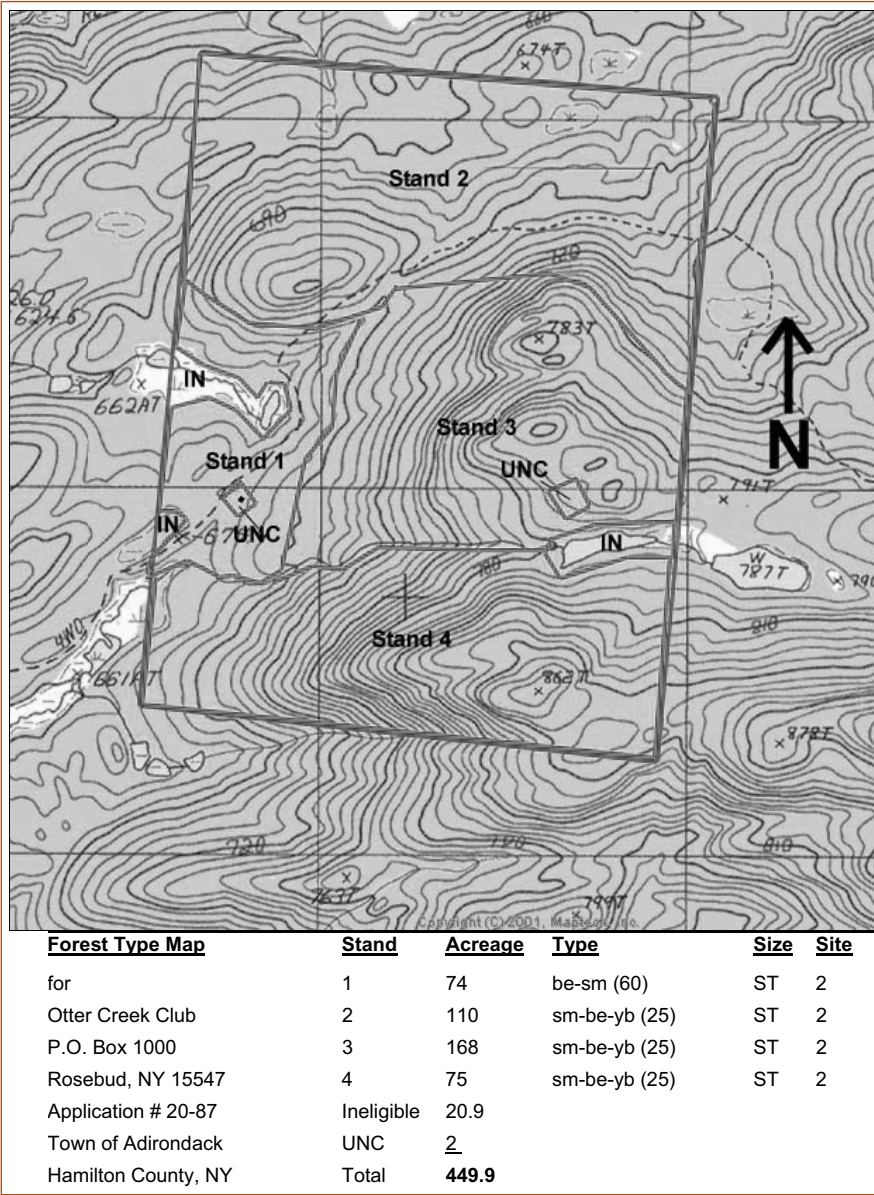 660
674T
Stand 2
690
720
783T
IN
662AT
Stand 3
Stand 1
UNC
N
791T
IN
UNC
IN
W
787T
780
4WD
Stand 4
810
661AT
862T
878T
720
810
763T
799T
Copyright (C) 2001, Maptech, Inc.
Forest Type Map Stand Acreage Type Size Site
for 1 74 be-sm (60) ST 2
Otter Creek Club 2 110 sm-be-yb (25) ST 2
P.O. Box 1000 3 168 sm-be-yb (25) ST 2
Rosebud, NY 15547 4 75 sm-be-yb (25) ST 2
Application # 20-87 Ineligible 20.9
Town of Adirondack UNC 2
Hamilton County, NY Total 449.9